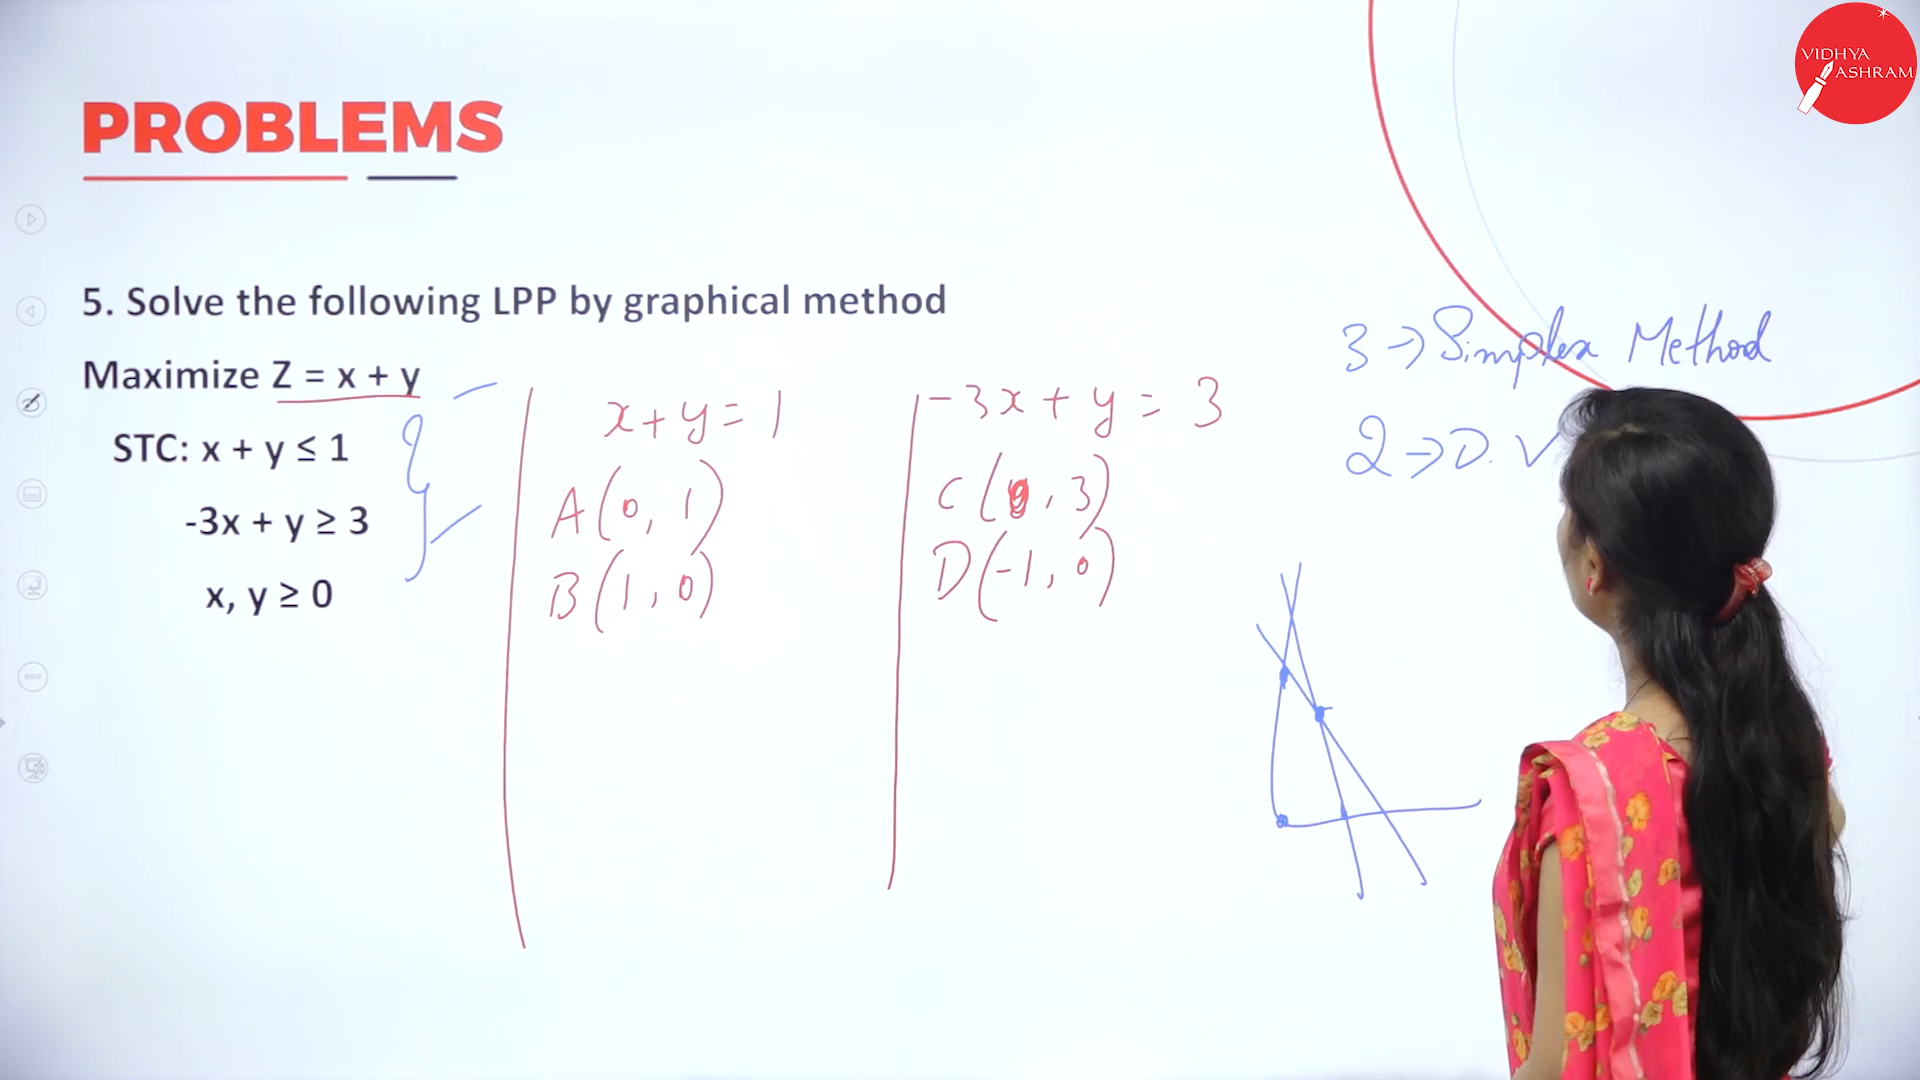 VIDHYA
ASHRAM
PROBLEMS
5. Solve the following LPP by graphical method
Maximize Z = x + y
STC: x + y ≤ 1
-3x + y ≥ 3
x, y ≥ 0
x + y = 1
A(0, 1)
B(1, 0)
-3x + y = 3
C(0, 3)
D(-1, 0)
3 → Simplex Method
2 → D. V